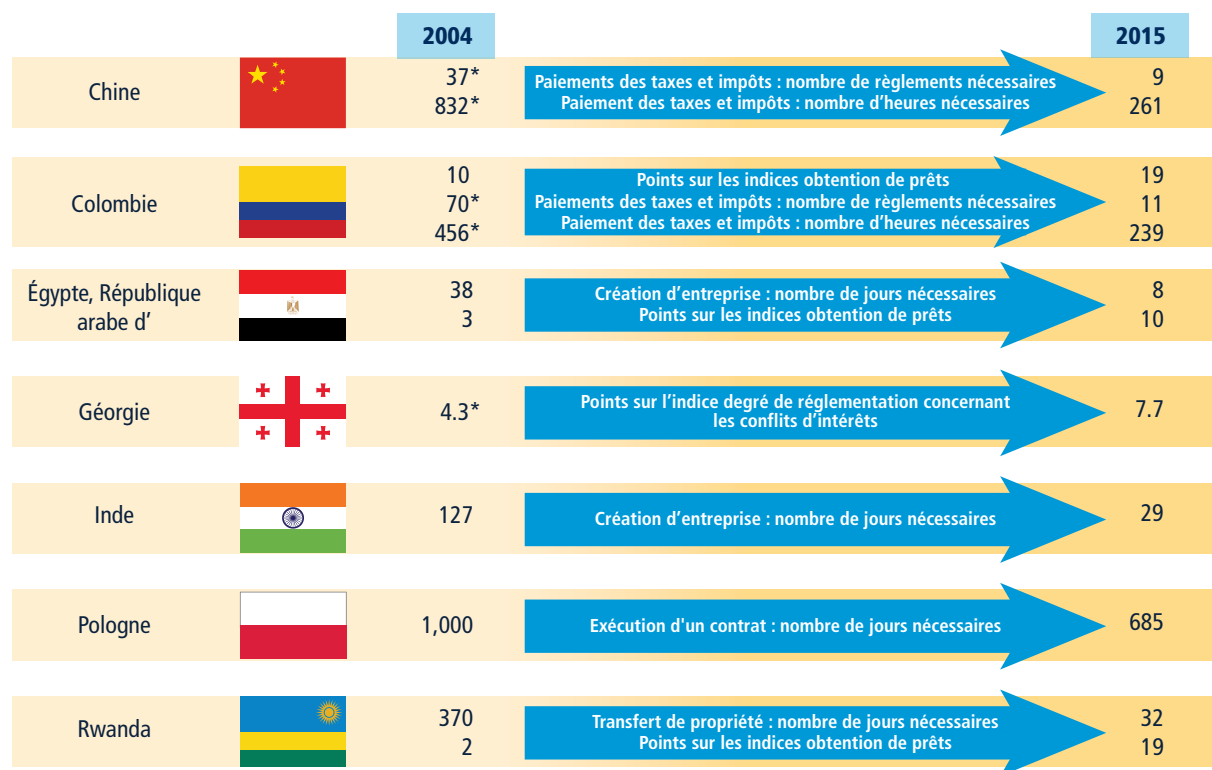 2004 2015
Chine
37* Paiements des taxes et impôts : nombre de règlements nécessaires 9
832* Paiement des taxes et impôts : nombre d’heures nécessaires 261
Colombie
10 Points sur les indices obtention de prêts 19
70* Paiements des taxes et impôts : nombre de règlements nécessaires 11
456* Paiement des taxes et impôts : nombre d’heures nécessaires 239
Égypte, République
arabe d’
38 Création d’entreprise : nombre de jours nécessaires 8
3 Points sur les indices obtention de prêts 10
Géorgie
4.3* Points sur l’indice degré de réglementation concernant
les conflits d’intérêts 7.7
Inde 127 Création d’entreprise : nombre de jours nécessaires 29
Pologne 1,000 Exécution d'un contrat : nombre de jours nécessaires 685
Rwanda
370 Transfert de propriété : nombre de jours nécessaires 32
2 Points sur les indices obtention de prêts 19